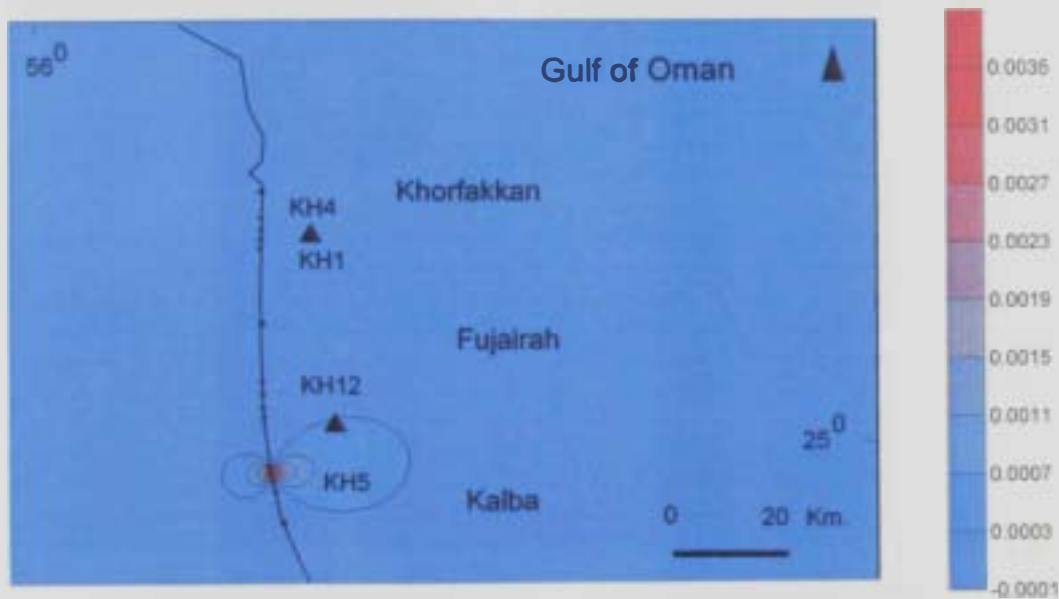 56⁰
Gulf of Oman
Khorfakkan
KH4
KH1
Fujairah
KH12
25⁰
KH5
Kalba
0 20 Km.
0.0035
0.0031
0.0027
0.0023
0.0019
0.0015
0.0011
0.0007
0.0003
-0.0001